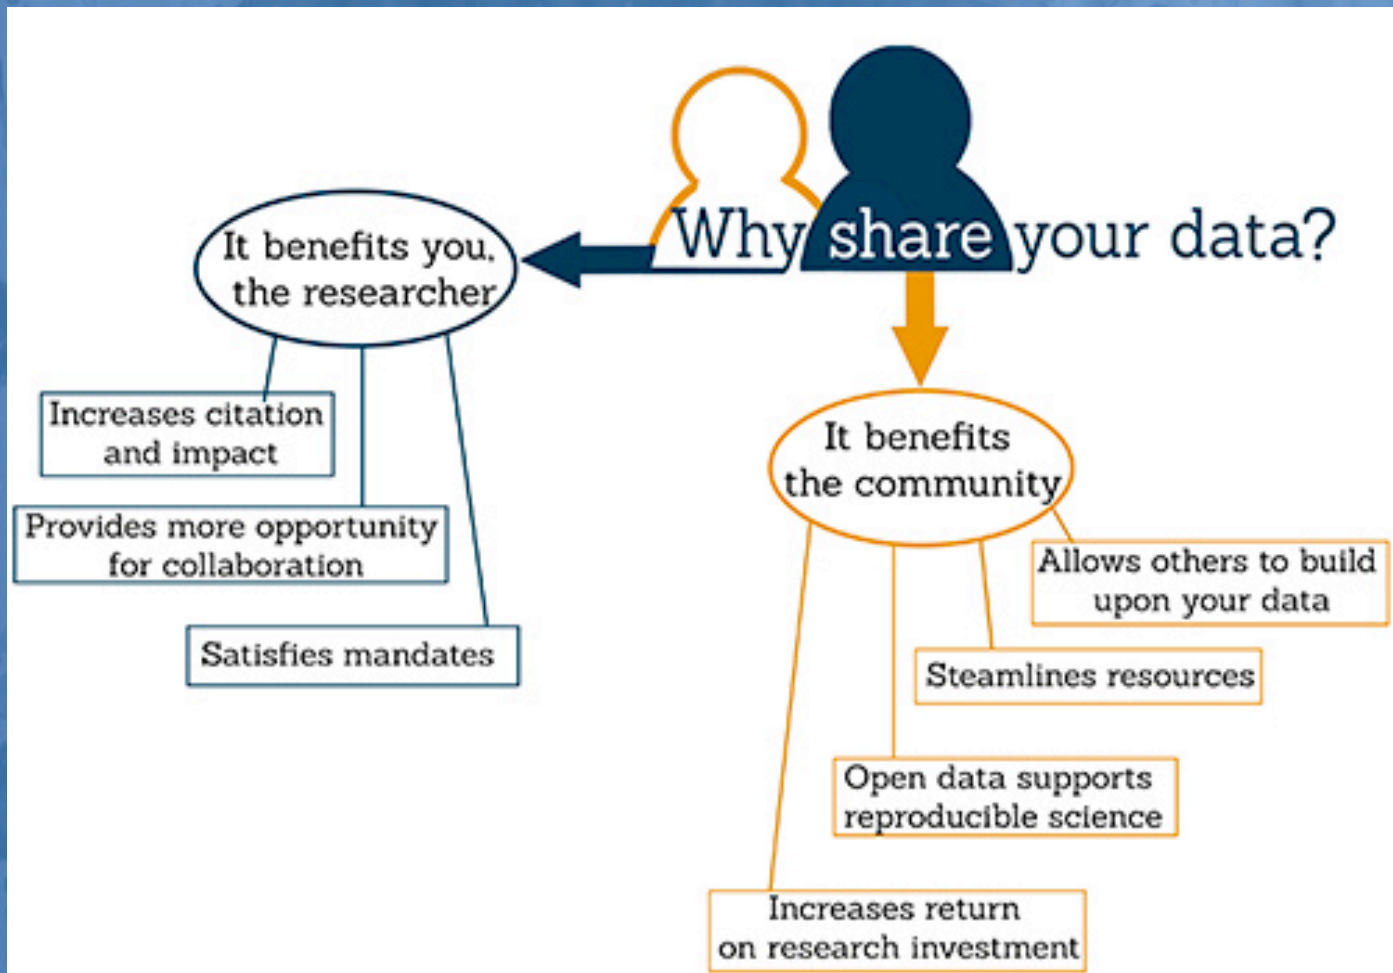 Why share your data?
It benefits you,
the researcher
Increases citation
and impact
Provides more opportunity
for collaboration
Satisfies mandates
It benefits
the community
Allows others to build
upon your data
Steamlines resources
Open data supports
reproducible science
Increases return
on research investment